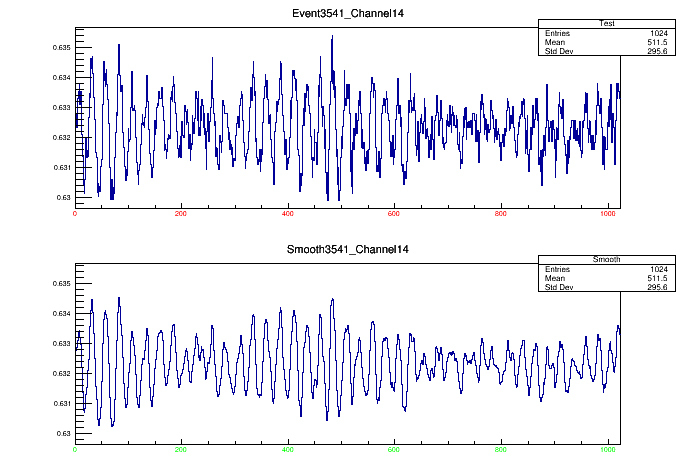 Event3541_Channel14
Test
Entries 1024
Mean 511.5
Std Dev 295.6
0.635
0.634
0.633
0.632
0.631
0.63
0 200 400 600 800 1000
Smooth3541_Channel14
Smooth
Entries 1024
Mean 511.5
Std Dev 295.6
0.635
0.634
0.633
0.632
0.631
0.63
0 200 400 600 800 1000